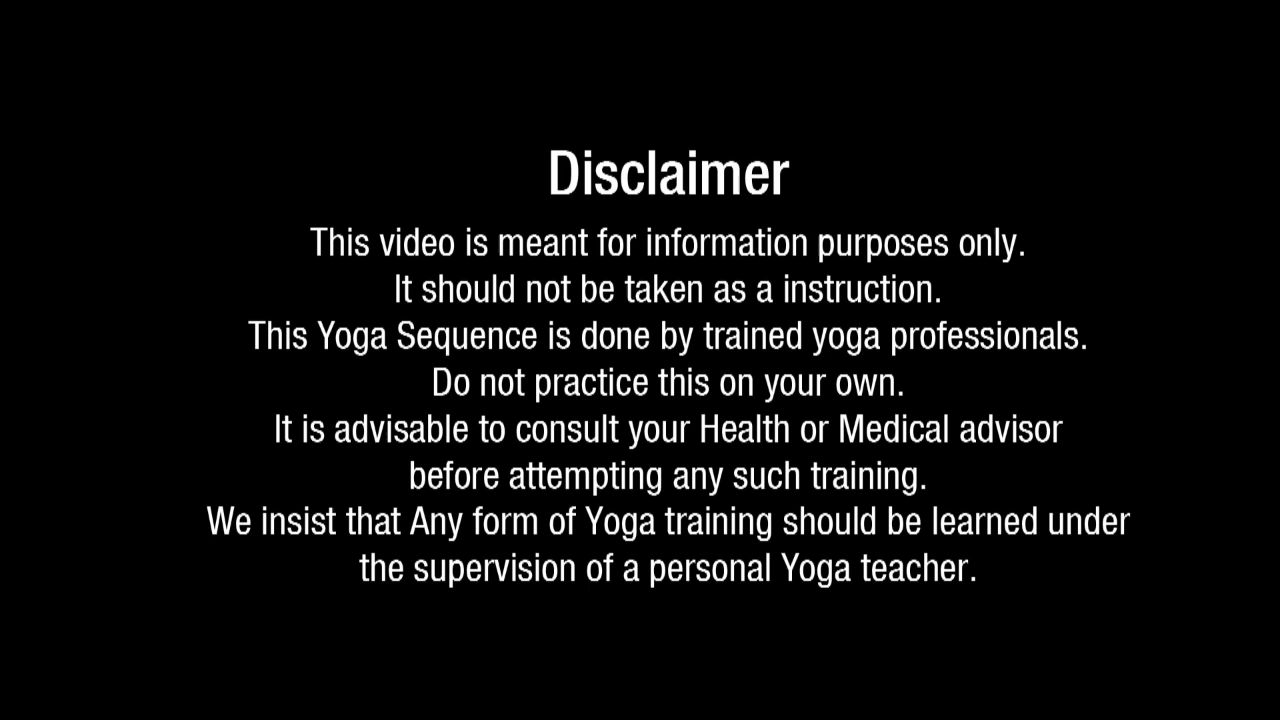 Disclaimer
This video is meant for information purposes only.
It should not be taken as a instruction.
This Yoga Sequence is done by trained yoga professionals.
Do not practice this on your own.
It is advisable to consult your Health or Medical advisor
before attempting any such training.
We insist that Any form of Yoga training should be learned under
the supervision of a personal Yoga teacher.